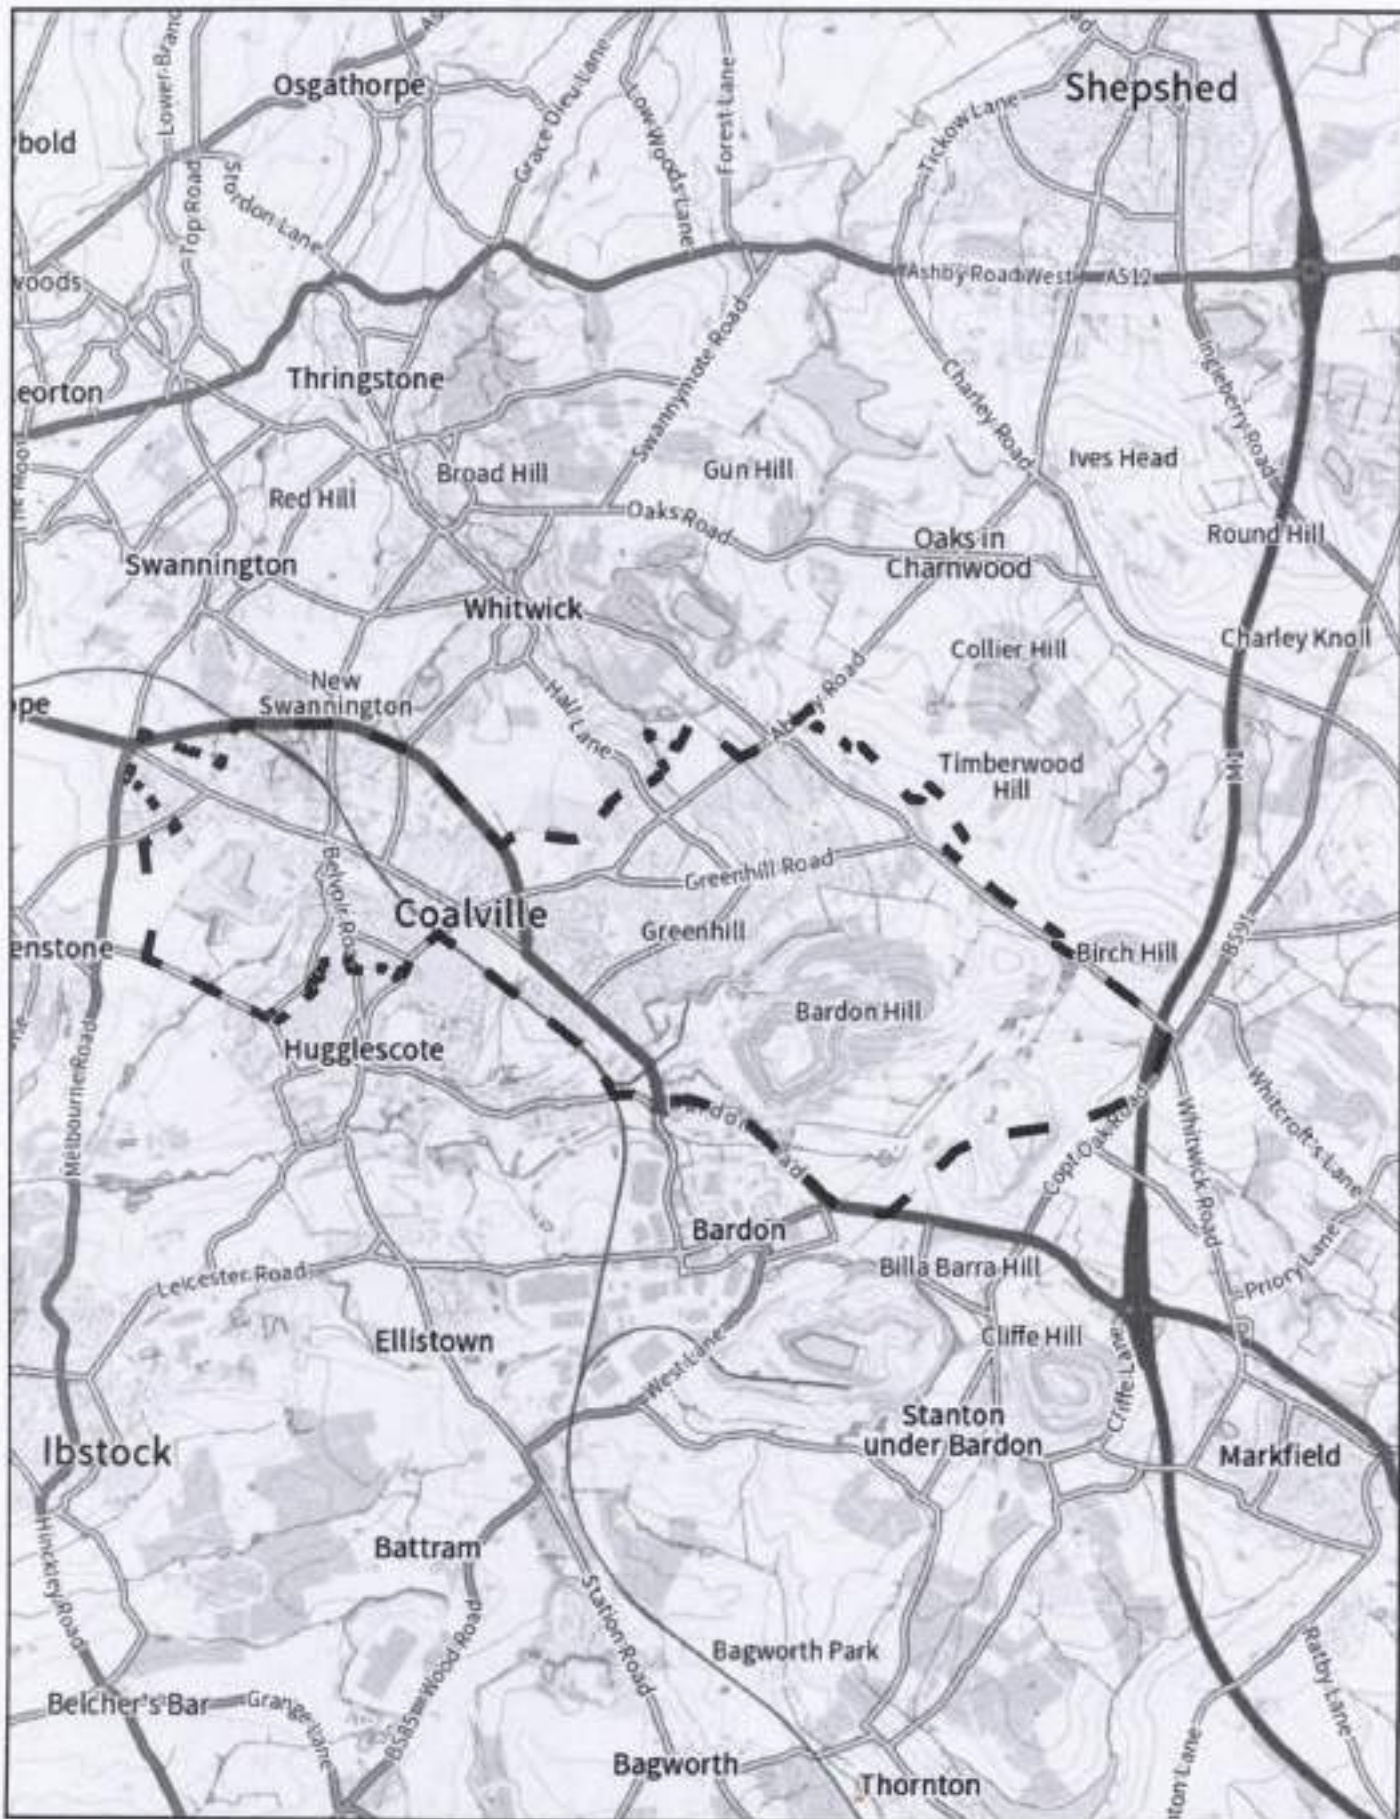 Osgathorpe
Shepshed
Lower Bran
Grace Dieu Lane
Low Woods Lane
Forest Lane
Tickow Lane
Top Road
Stordon Lane
Ashby Road West
A512
Swannymote Road
Charley Road
Ingleberry Road
Thringstone
Broad Hill
Gun Hill
Ives Head
Red Hill
Oaks Road
Oaks in
Charnwood
Round Hill
Swannington
Whitwick
Charley Knoll
Collier Hill
New
Swannington
Hall Lane
Abbey Road
Timberwood
Hill
M1
Belvoir Road
Greenhill Road
Coalville
Greenhill
enstone
B591
Birch Hill
Bardon Hill
Hugglescote
Melbourne Road
Copt Oak Road
Whitwick Road
Whitcroft's Lane
Bardon
Billa Barra Hill
Priory Lane
Leicester Road
Ellistown
West Lane
Cliffe Hill
Cliffe Lane
Stanton
under Bardon
Markfield
Ibstock
Hinckley Road
Battram
Station Road
Bagworth Park
Ratby Lane
Belcher's Bar
Grange Lane
B585
Wood Road
Bagworth
Thornton
nton Lane